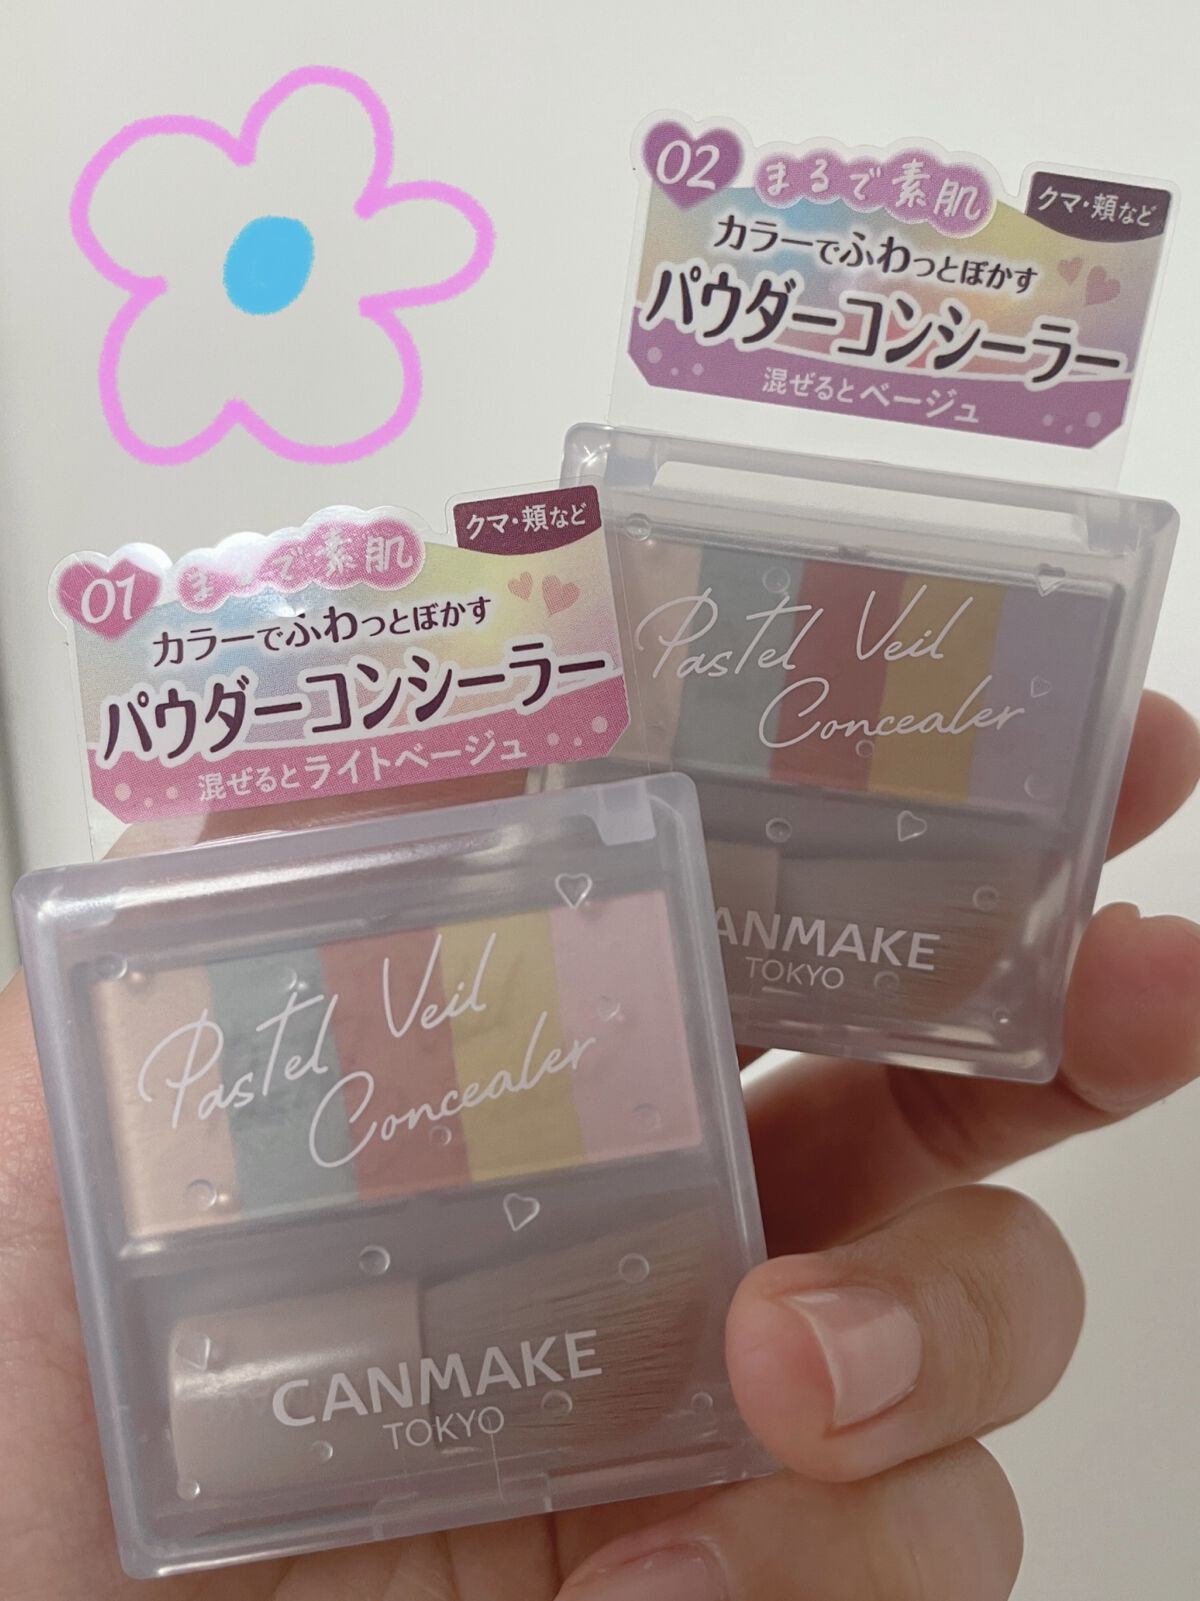 02
まるで素肌
クマ・頬など
カラーでふわっとぼかす
パウダーコンシーラー
混ぜるとベージュ
Pastel Veil
Concealer
CANMAKE
TOKYO
01
まるで素肌
クマ・頬など
カラーでふわっとぼかす
パウダーコンシーラー
混ぜるとライトベージュ
Pastel Veil
Concealer
CANMAKE
TOKYO